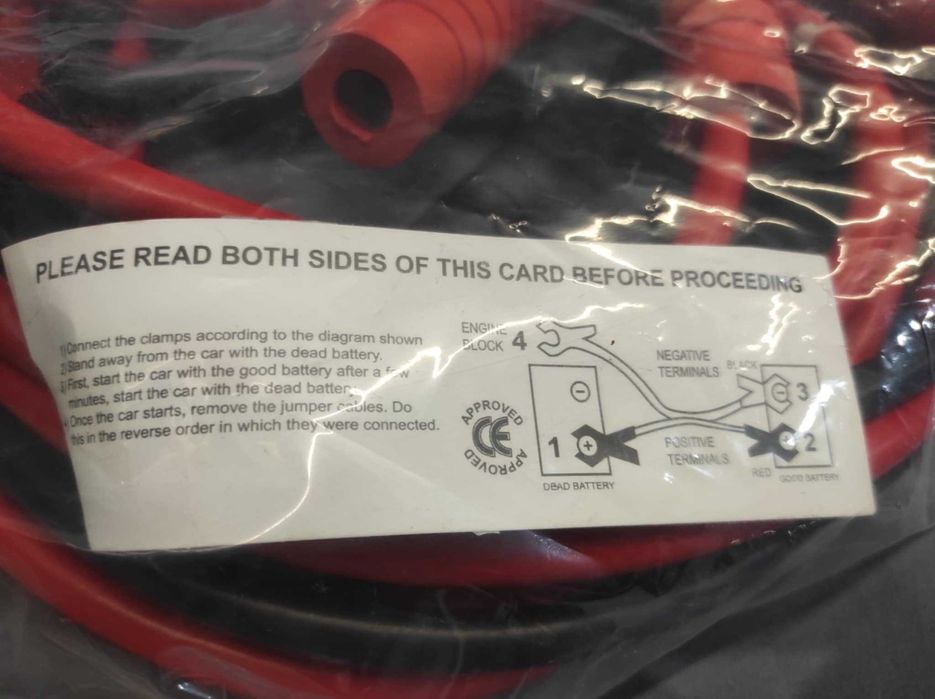 PLEASE READ BOTH SIDES OF THIS CARD BEFORE PROCEEDING
1) Connect the clamps according to the diagram shown
2) Stand away from the car with the dead battery.
3) First, start the car with the good battery after a few
minutes, start the car with the dead battery.
Once the car starts, remove the jumper cables. Do
this in the reverse order in which they were connected.
APPROVED
CE
APPROVED
ENGINE
BLOCK 4
NEGATIVE
TERMINALS
BLACK
3
1
POSITIVE
TERMINALS
2
RED
DEAD BATTERY
GOOD BATTERY